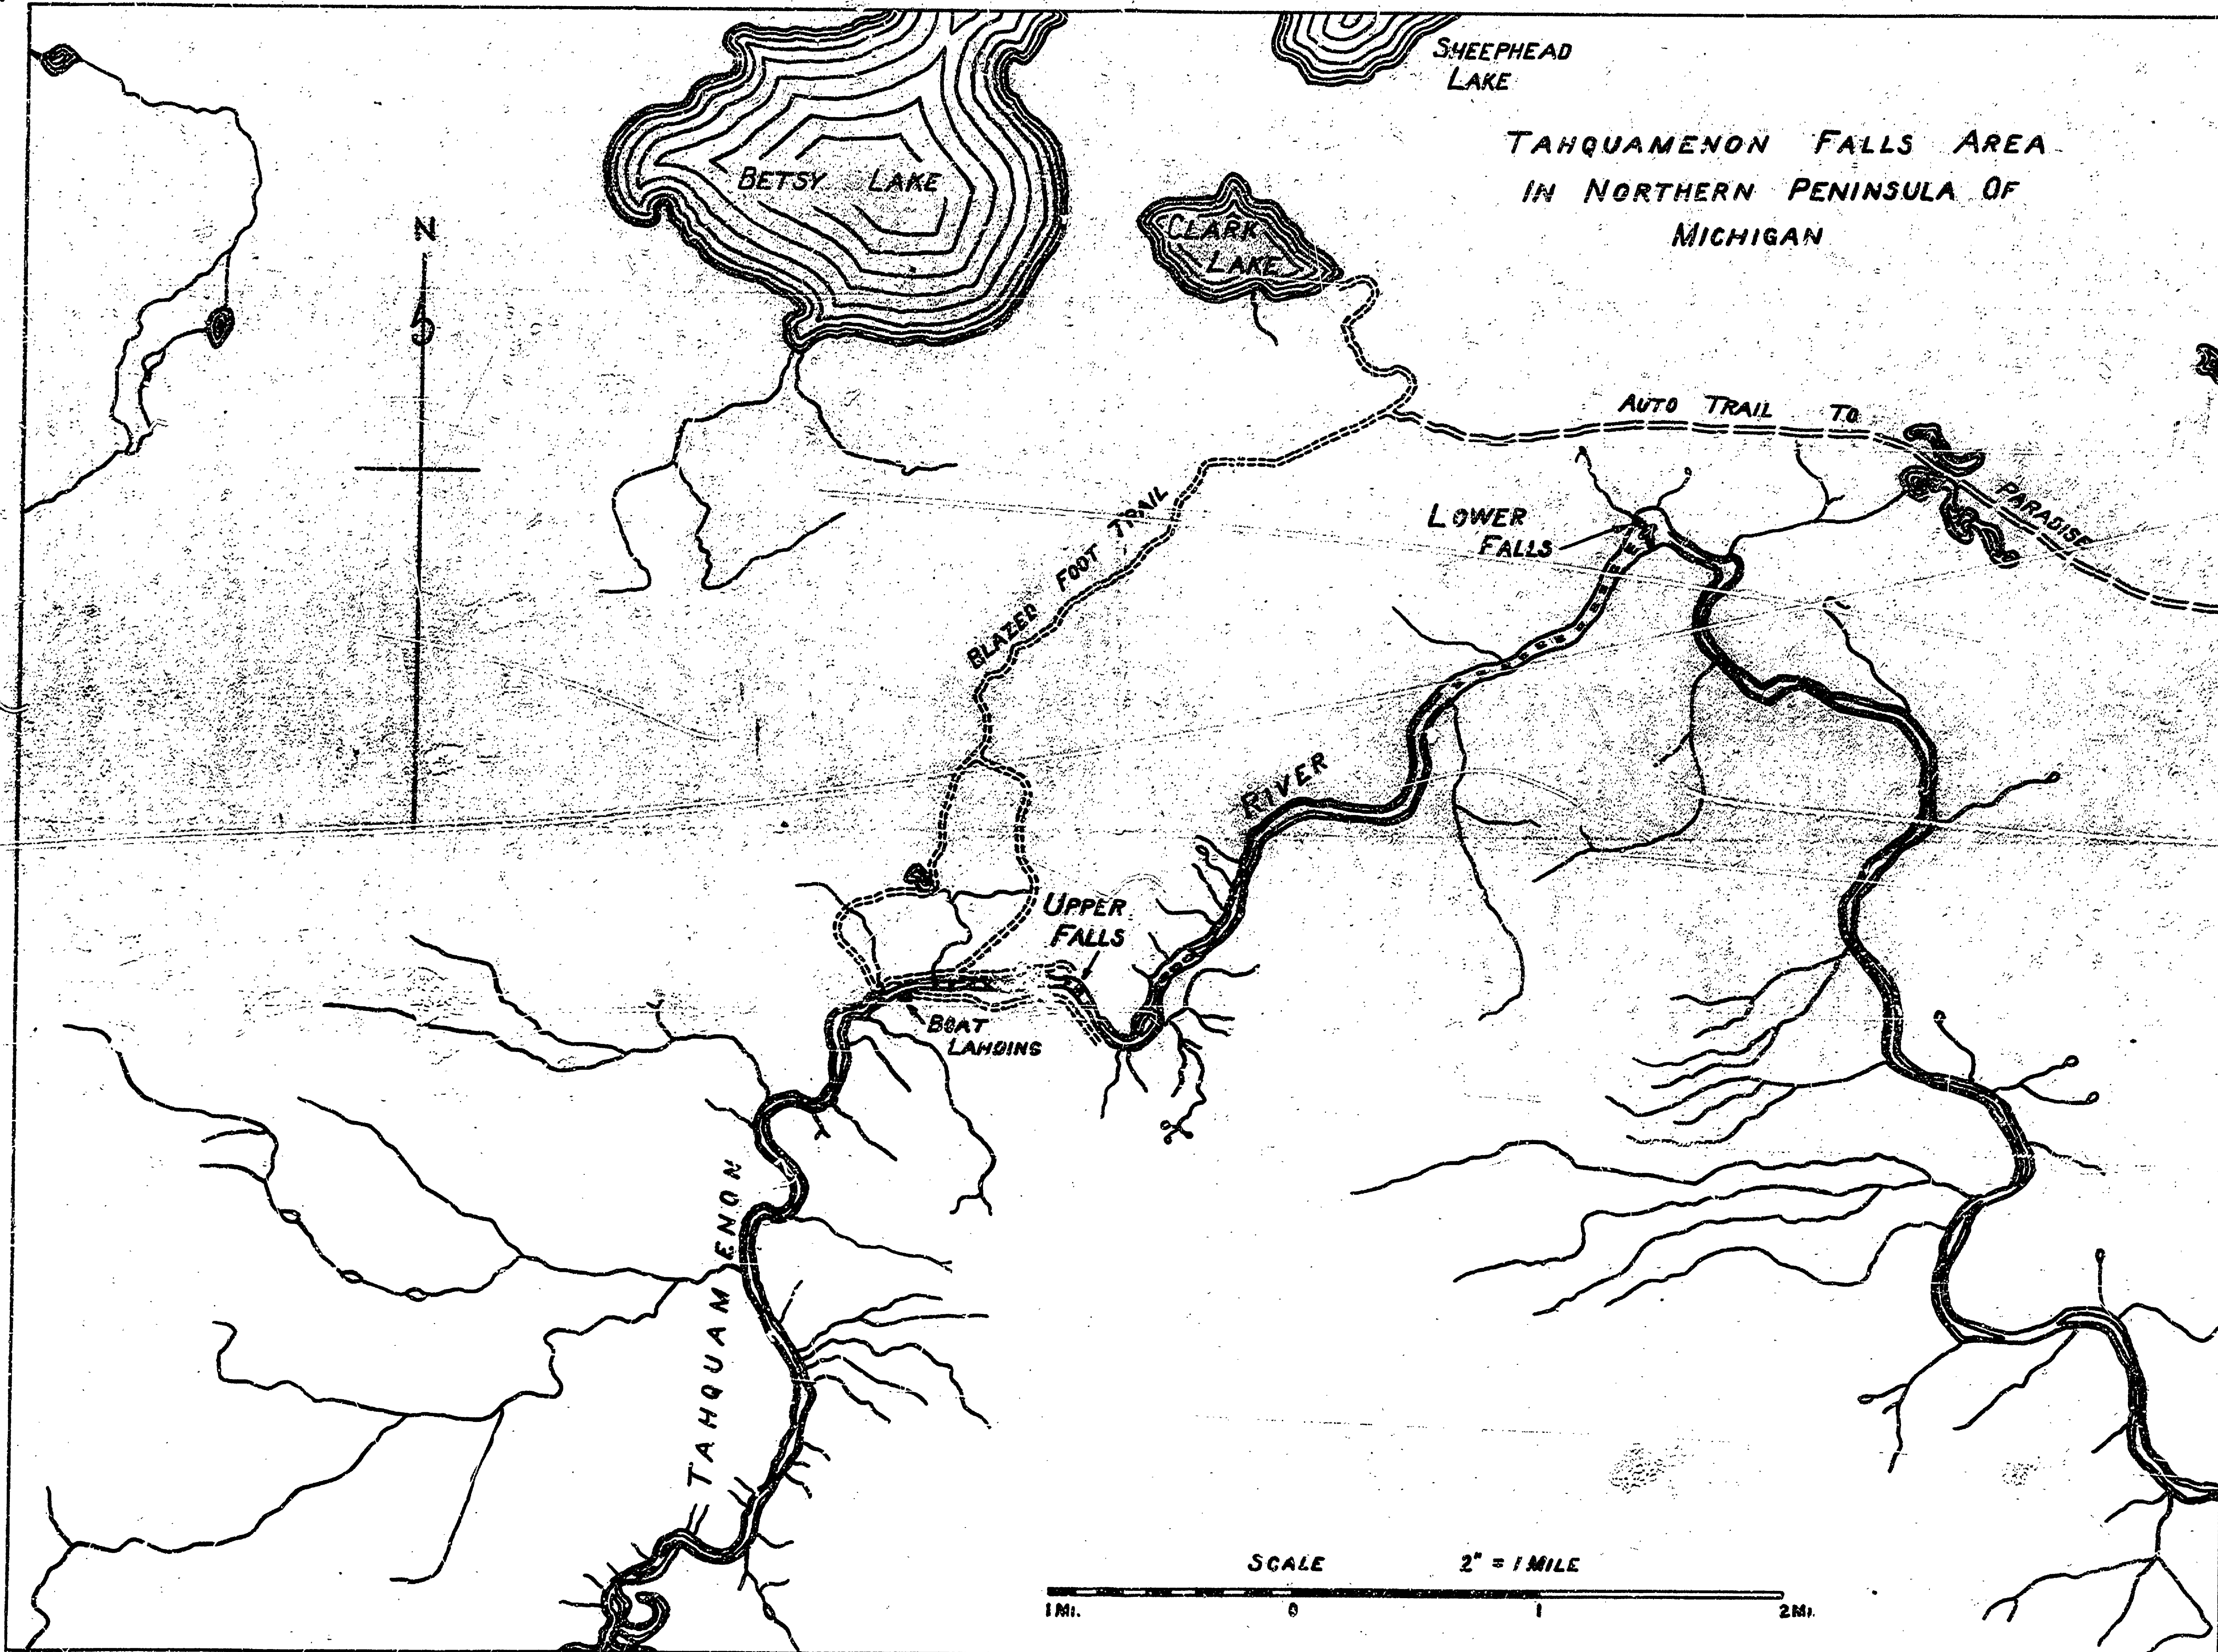 SHEEPHEAD
LAKE
TAHQUAMENON FALLS AREA
IN NORTHERN PENINSULA OF
MICHIGAN
BETSY LAKE
N
CLARK
LAKE
AUTO TRAIL TO
PARADISE
BLAZED FOOT TRAIL
LOWER
FALLS
RIVER
UPPER
FALLS
BOAT
LANDING
TAHQUAMENON
SCALE 2" = 1 MILE
1 MI. 0 1 2 MI.